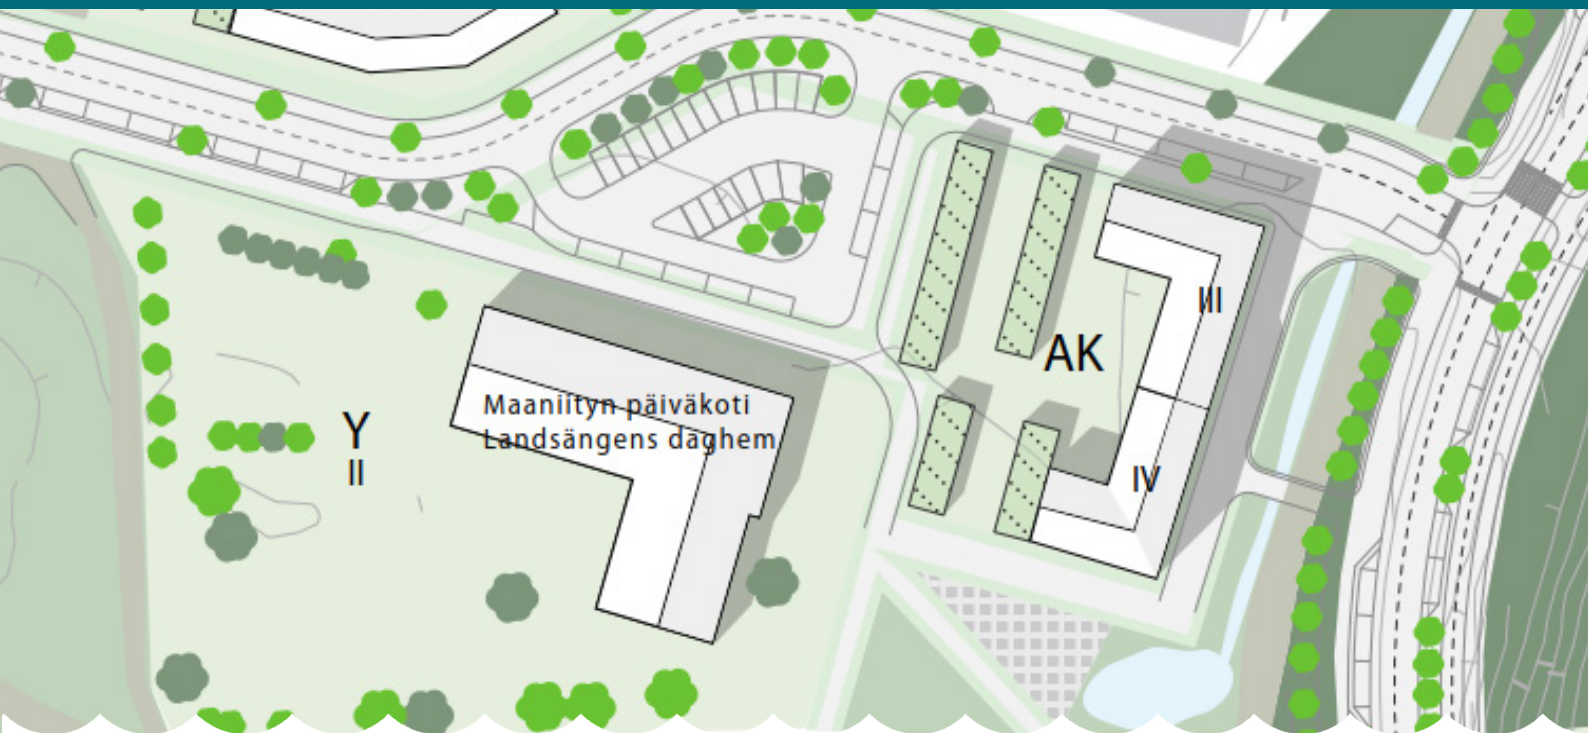 III
AK
Maaniityn päiväkoti
Landsängens daghem
Y
II
IV